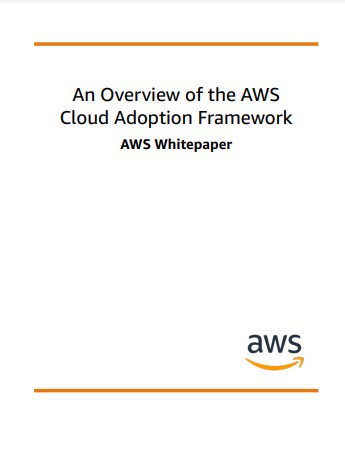 An Overview of the AWS
Cloud Adoption Framework
AWS Whitepaper
aws